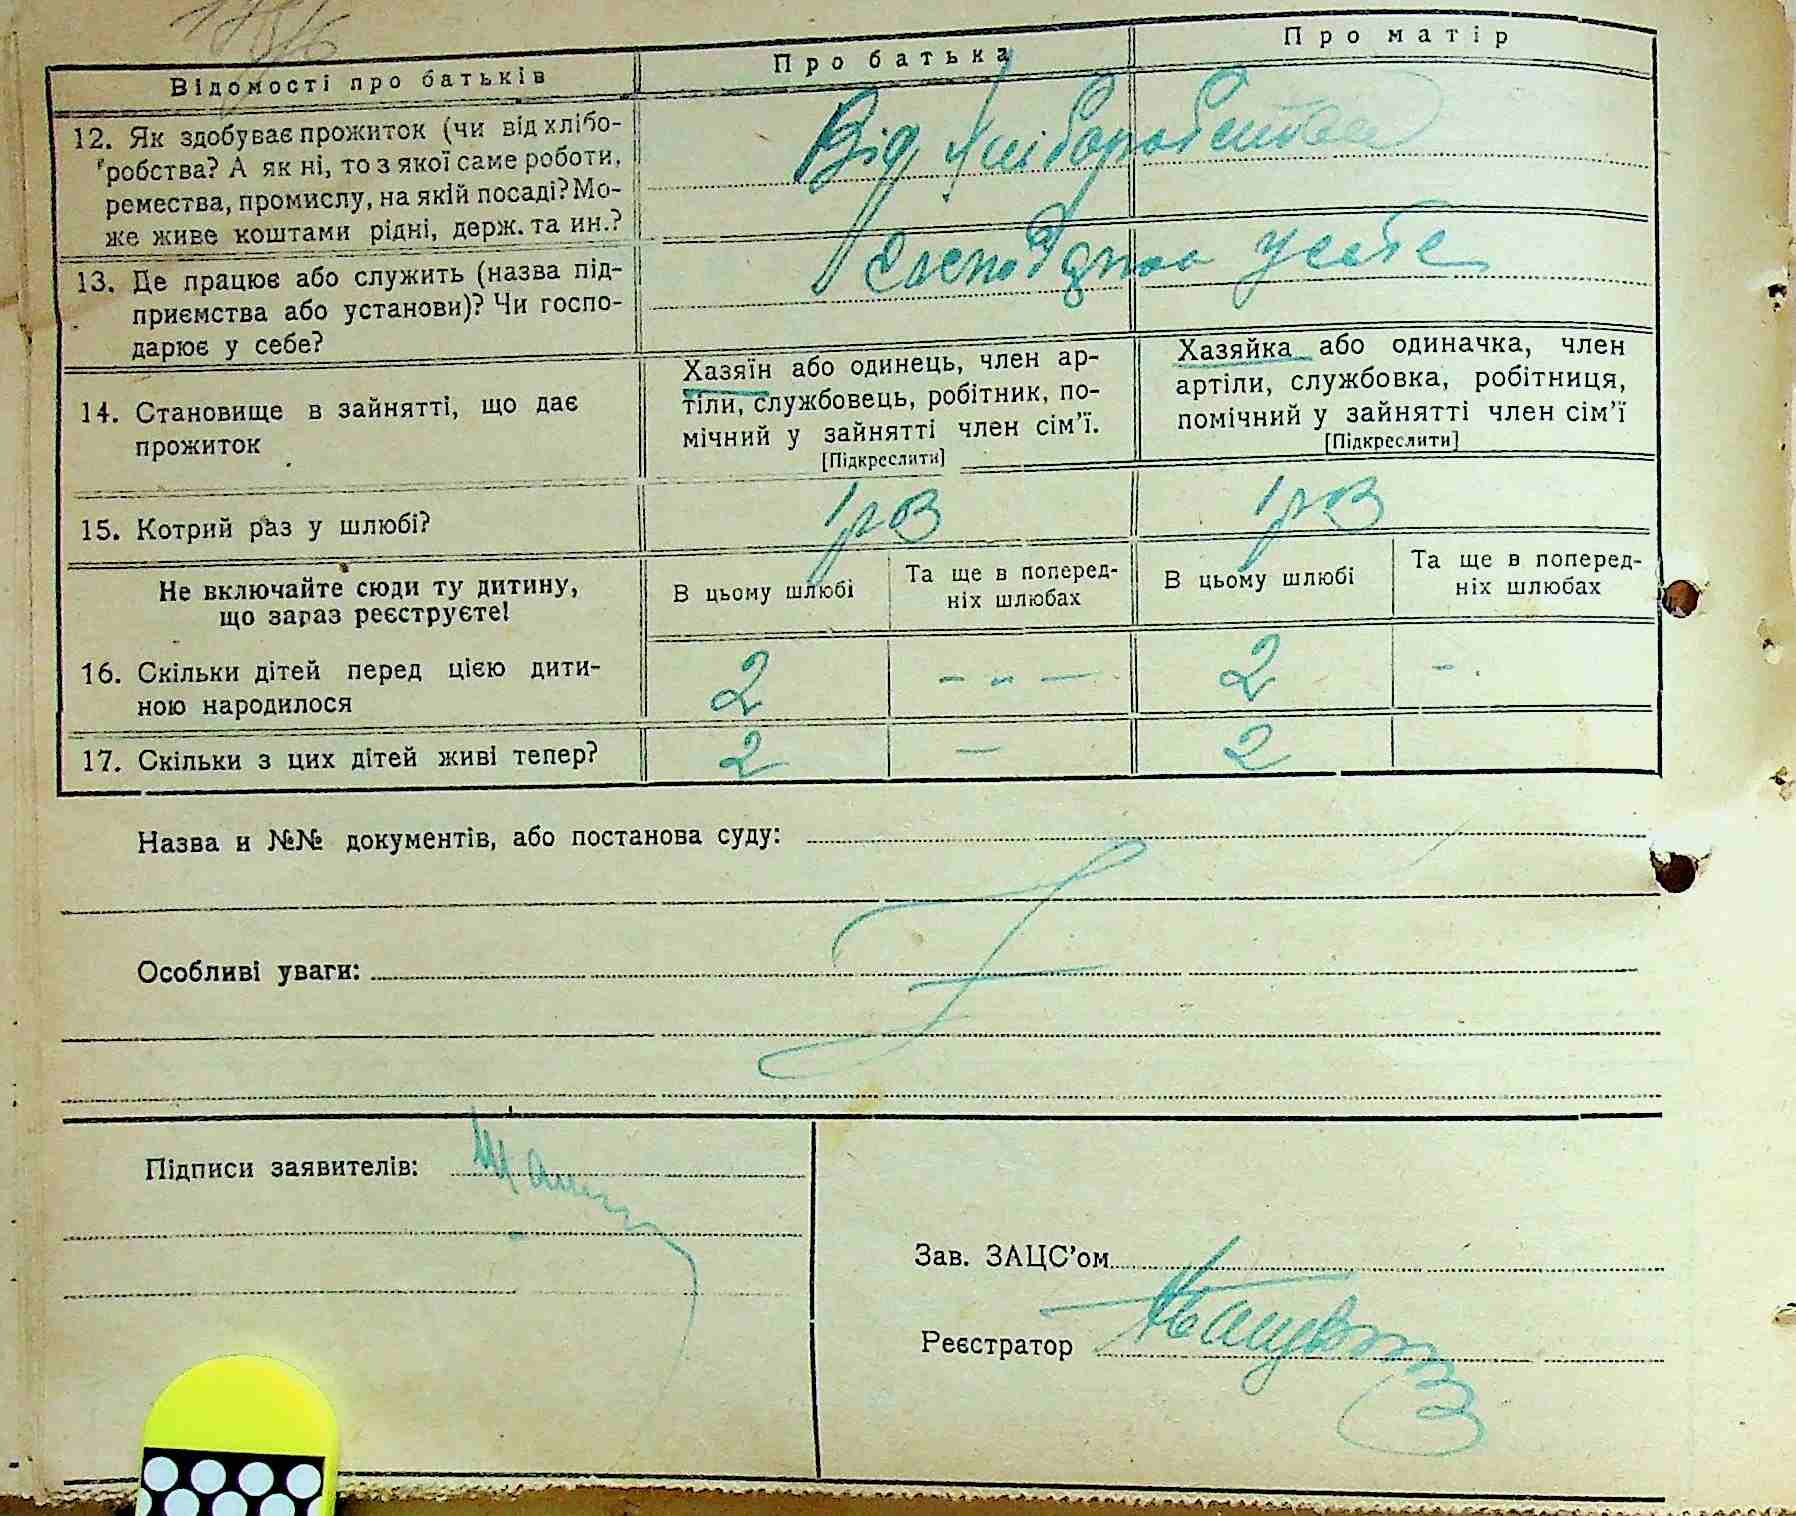 Відомості про батьків
Про батька
Про матір
12. Як здобуває прожиток (чи від хлібо-
робства? А як ні, то з якої саме роботи,
ремества, промислу, на якій посаді? Мо-
же живе коштами рідні, держ. та ин.?
Від хліборобства
13. Де працює або служить (назва під-
приємства або установи)? Чи госпо-
дарює у себе?
у себе
14. Становище в зайнятті, що дає
прожиток
Хазяїн або одинець, член ар-
тіли, службовець, робітник, по-
мічний у зайнятті член сім'ї.
[Підкреслити]
Хазяйка або одиначка, член
артіли, службовка, робітниця,
помічний у зайнятті член сім'ї
[Підкреслити]
15. Котрий раз у шлюбі?
1 раз
1 раз
Не включайте сюди ту дитину,
що зараз реєструєте!
В цьому шлюбі
Та ще в поперед-
ніх шлюбах
В цьому шлюбі
Та ще в поперед-
ніх шлюбах
16. Скільки дітей перед цією дити-
ною народилося
2
- - -
2
-
17. Скільки з цих дітей живі тепер?
2
-
2
Назва и №№ документів, або постанова суду:
Особливі уваги:
Підписи заявителів:
Зав. ЗАЦС'ом
Реєстратор